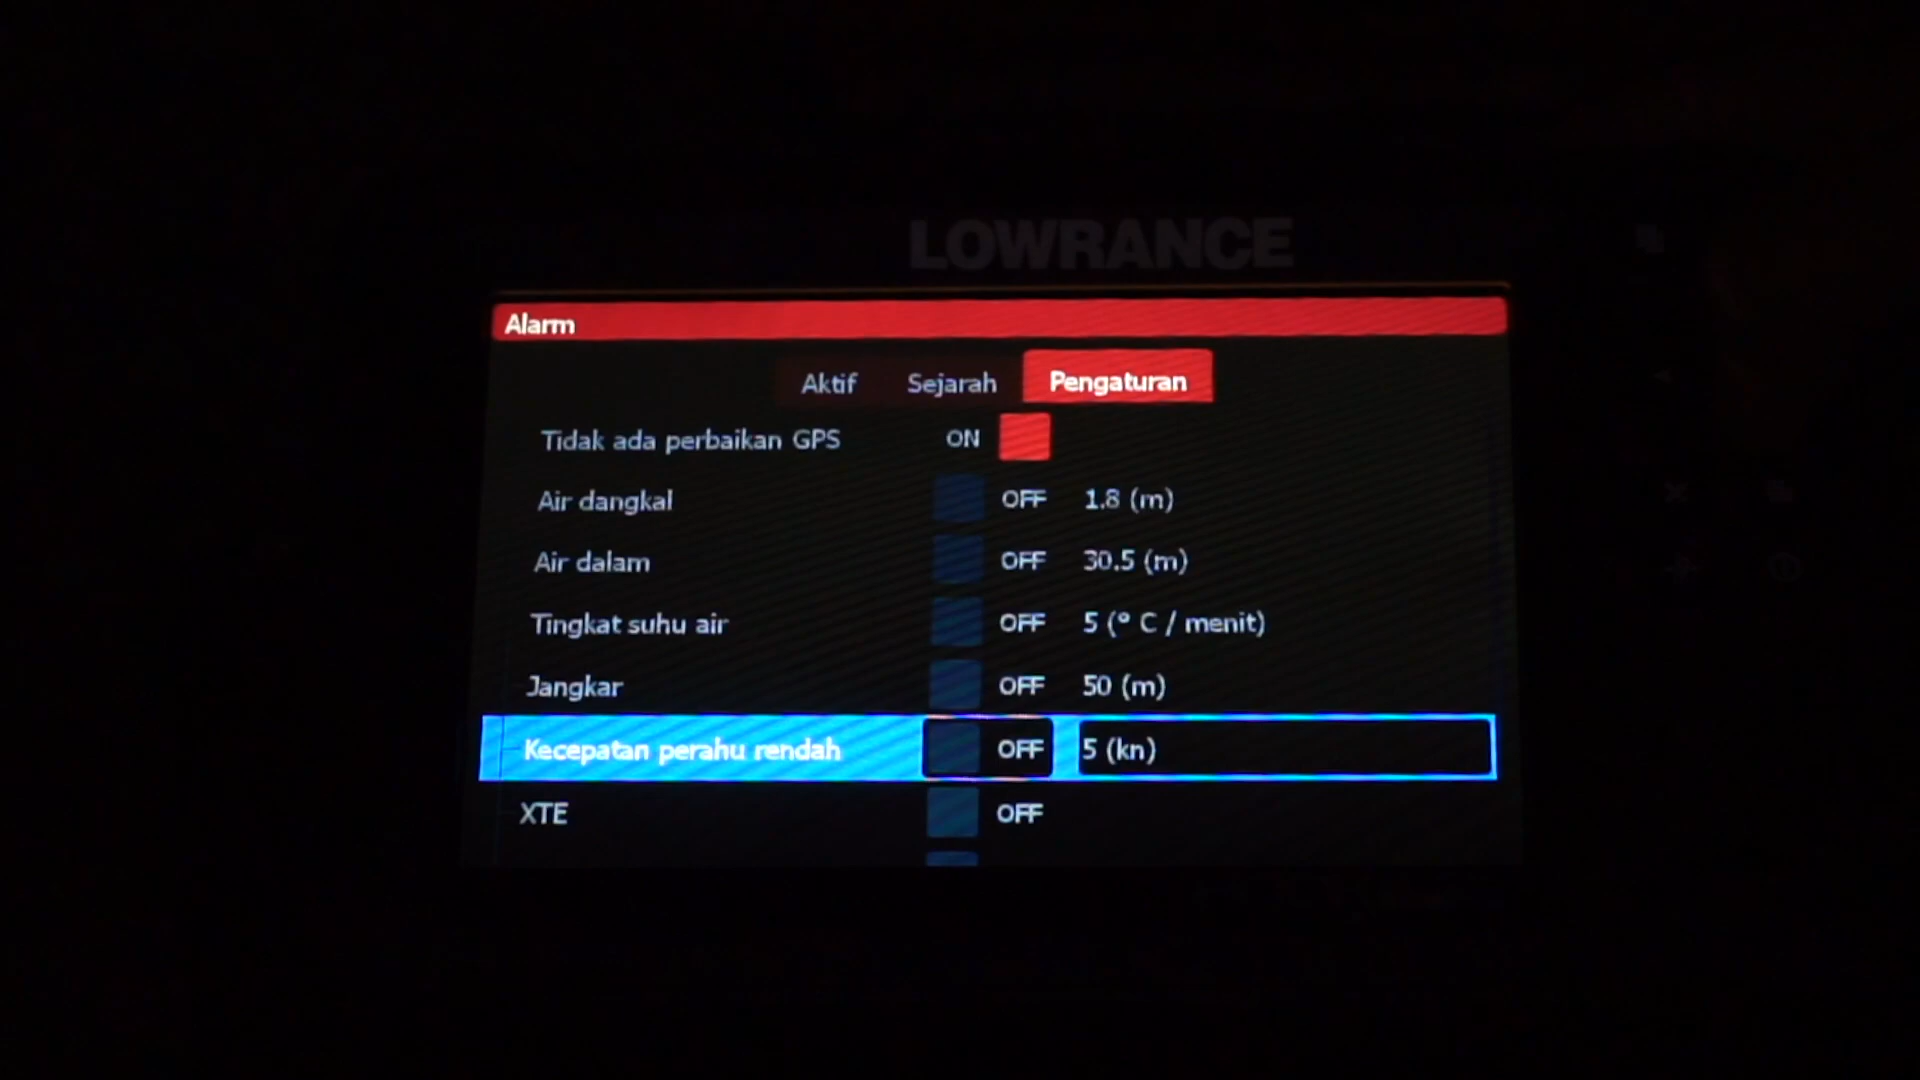 LOWRANCE
Alarm
Aktif Sejarah Pengaturan
Tidak ada perbaikan GPS ON
Air dangkal OFF 1.8 (m)
Air dalam OFF 30.5 (m)
Tingkat suhu air OFF 5 (° C / menit)
Jangkar OFF 50 (m)
Kecepatan perahu rendah OFF 5 (kn)
XTE OFF